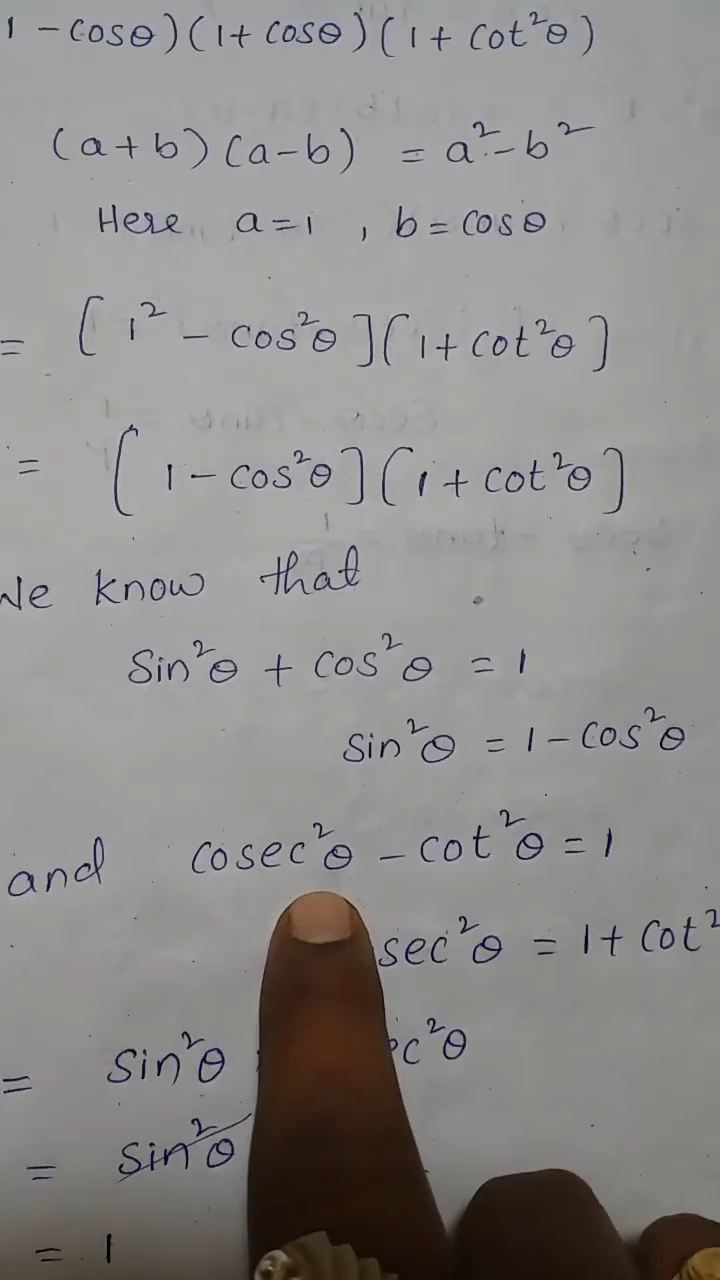 1 - cosθ)(1 + cosθ)(1 + cot²θ)
(a+b)(a-b) = a²-b²
Here a=1, b = cosθ
= [1² - cos²θ][1 + cot²θ]
= [1 - cos²θ][1 + cot²θ]
We know that
Sin²θ + cos²θ = 1
Sin²θ = 1 - cos²θ
and cosec²θ - cot²θ = 1
sec²θ = 1 + cot²
= Sin²θ ec²θ
= Sin²θ
= 1